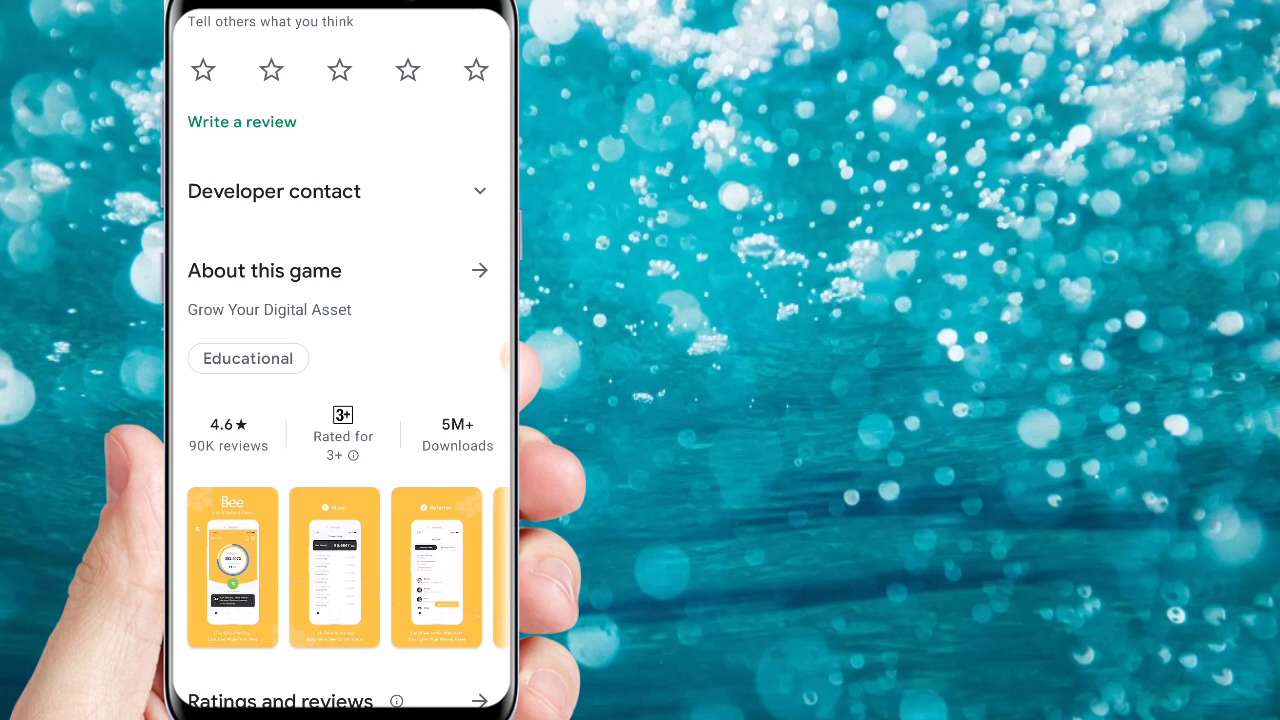 Tell others what you think
Write a review
Developer contact
About this game
Grow Your Digital Asset
Educational
4.6★
90K reviews
3+
Rated for
3+
5M+
Downloads
Bee
Ratings and reviews